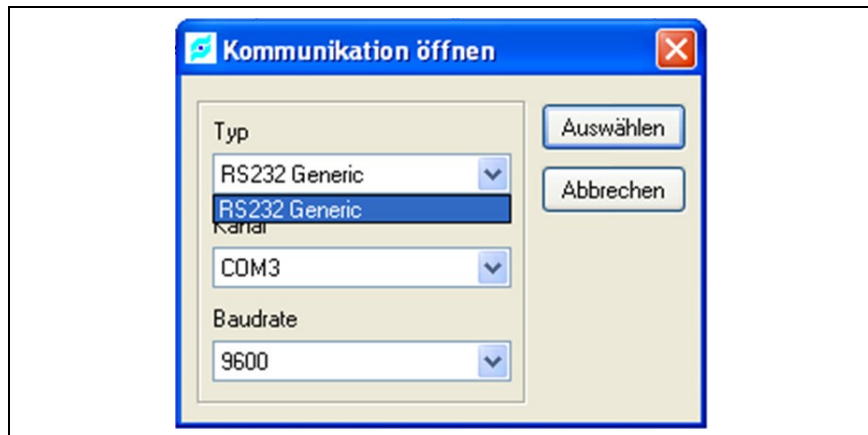 Kommunikation öffnen
Typ
RS232 Generic
RS232 Generic
Kanal
COM3
Baudrate
9600
Auswählen
Abbrechen